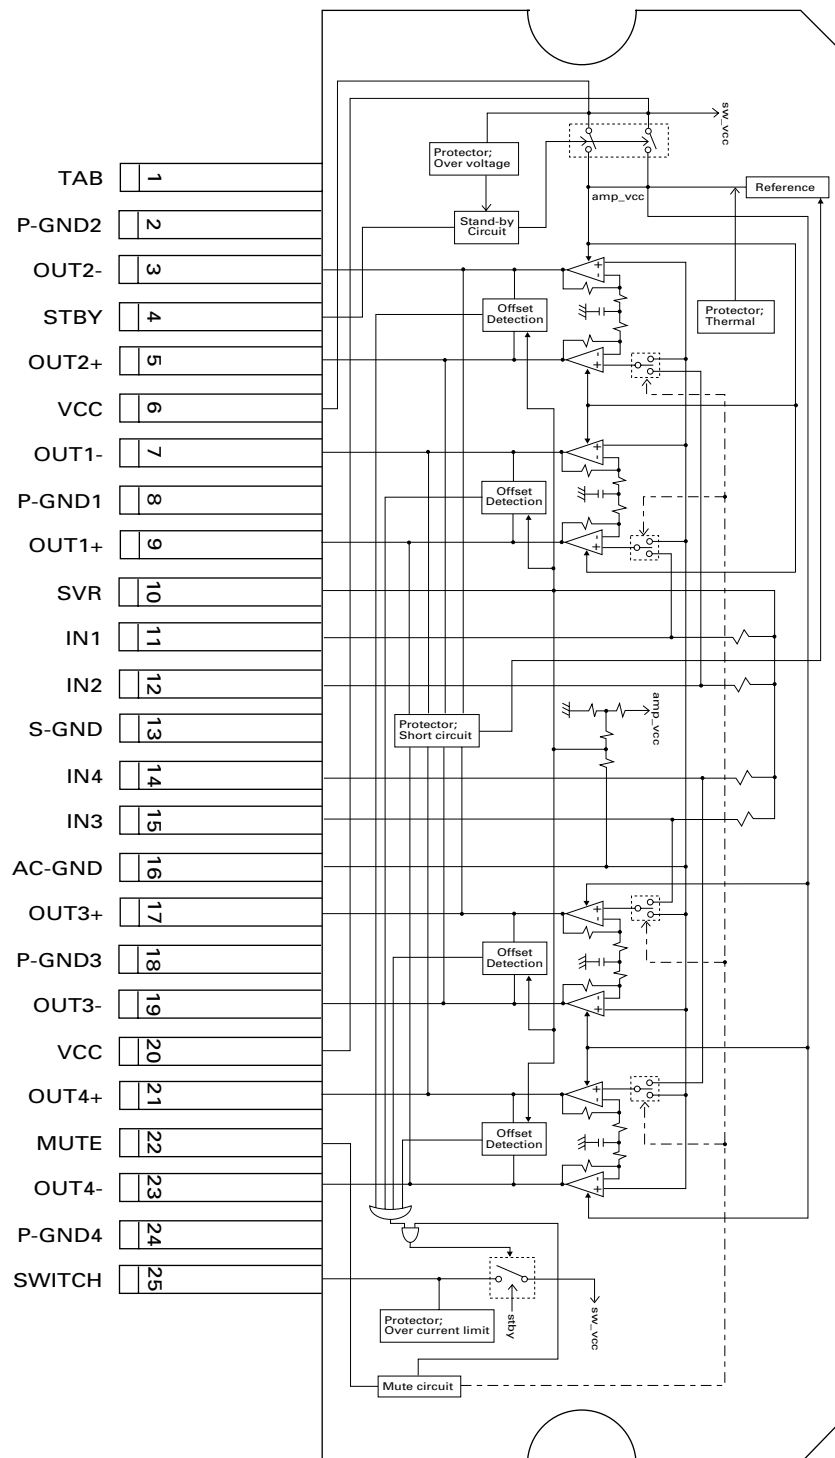 sw_vcc
Protector;
Over voltage
TAB 1
Reference
amp_vcc
P-GND2 2
Stand-by
Circuit
OUT2- 3
+
-
Offset
Detection
Protector;
Thermal
STBY 4
OUT2+ 5
-
+
VCC 6
OUT1- 7
+
-
Offset
Detection
P-GND1 8
OUT1+ 9
-
+
SVR 10
IN1 11
IN2 12
amp_vcc
S-GND 13
Protector;
Short circuit
IN4 14
IN3 15
AC-GND 16
OUT3+ 17
+
-
P-GND3 18
Offset
Detection
OUT3- 19
-
+
VCC 20
OUT4+ 21
+
-
Offset
Detection
MUTE 22
OUT4- 23
-
+
P-GND4 24
SWITCH 25
Protector;
Over current limit
stby
sw_vcc
Mute circuit